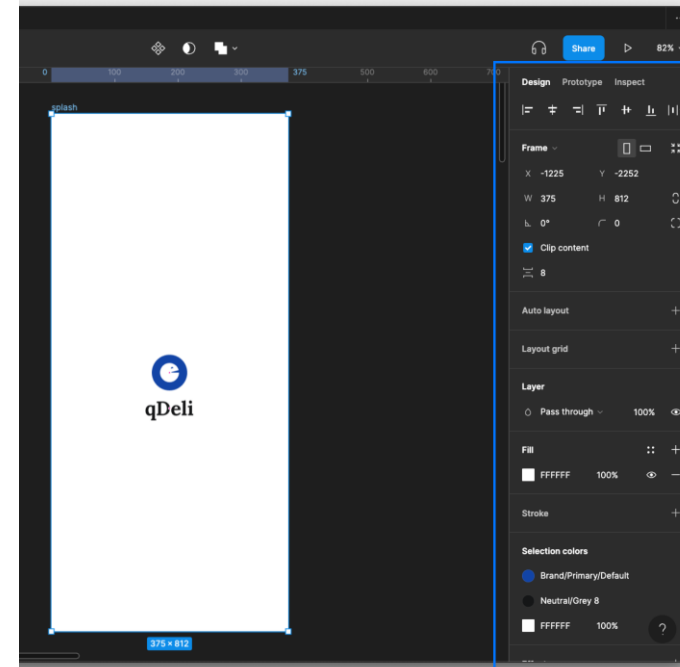 Share
82%
0 100 200 300 375 500 600 700
Design Prototype Inspect
splash
Frame
X -1225 Y -2252
W 375 H 812
0° 0
Clip content
8
Auto layout
Layout grid
Layer
Pass through 100%
qDeli
Fill
FFFFFF 100%
Stroke
Selection colors
Brand/Primary/Default
Neutral/Grey 8
FFFFFF 100%
?
375 × 812